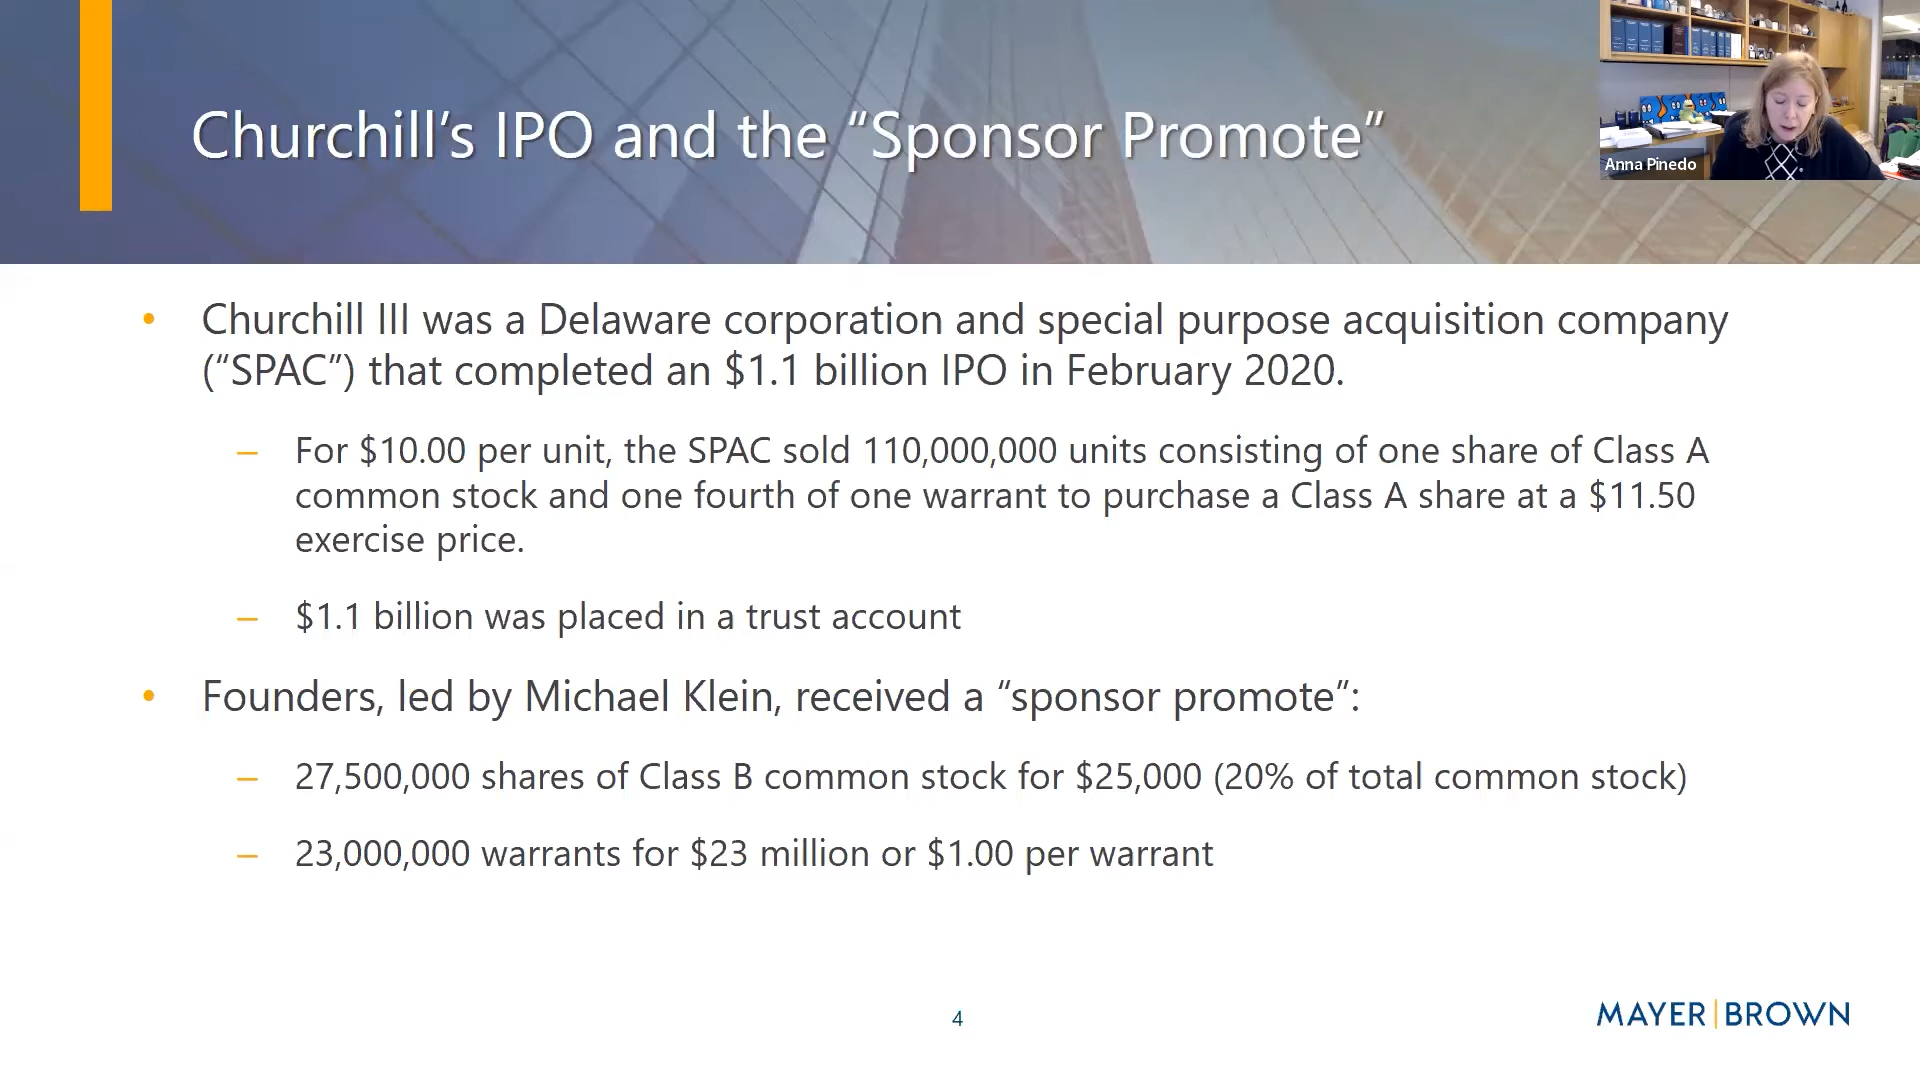 Churchill’s IPO and the “Sponsor Promote”
Anna Pinedo
• Churchill III was a Delaware corporation and special purpose acquisition company
(“SPAC”) that completed an $1.1 billion IPO in February 2020.
– For $10.00 per unit, the SPAC sold 110,000,000 units consisting of one share of Class A
common stock and one fourth of one warrant to purchase a Class A share at a $11.50
exercise price.
– $1.1 billion was placed in a trust account
• Founders, led by Michael Klein, received a “sponsor promote”:
– 27,500,000 shares of Class B common stock for $25,000 (20% of total common stock)
– 23,000,000 warrants for $23 million or $1.00 per warrant
4
MAYER|BROWN